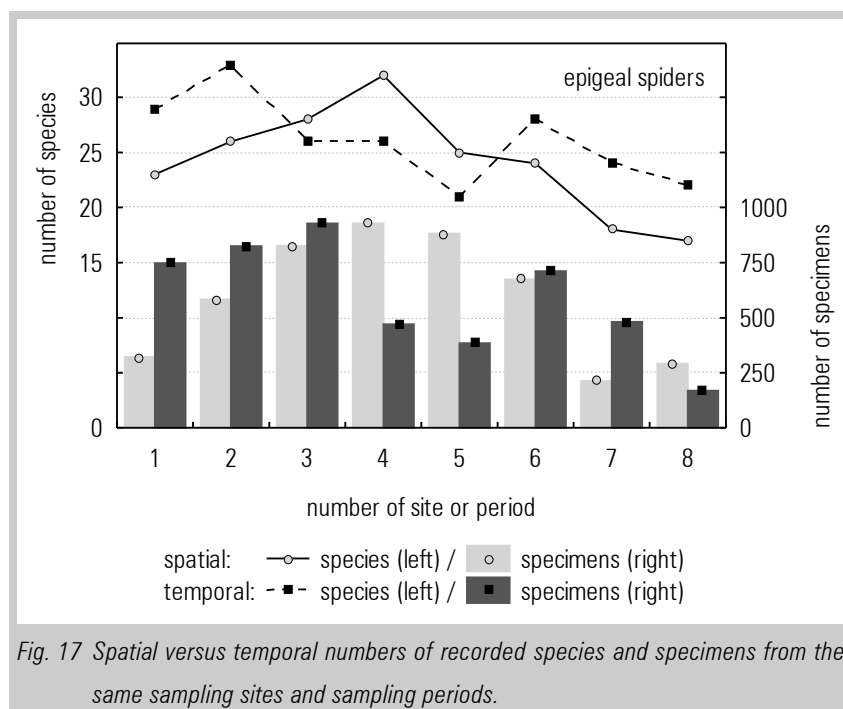 epigeal spiders
number of species
30
25
20
15
0
1000
750
500
250
0
number of specimens
1 2 3 4 5 6 7 8
number of site or period
spatial: species (left) / specimens (right)
temporal: species (left) / specimens (right)
Fig. 17 Spatial versus temporal numbers of recorded species and specimens from the
same sampling sites and sampling periods.